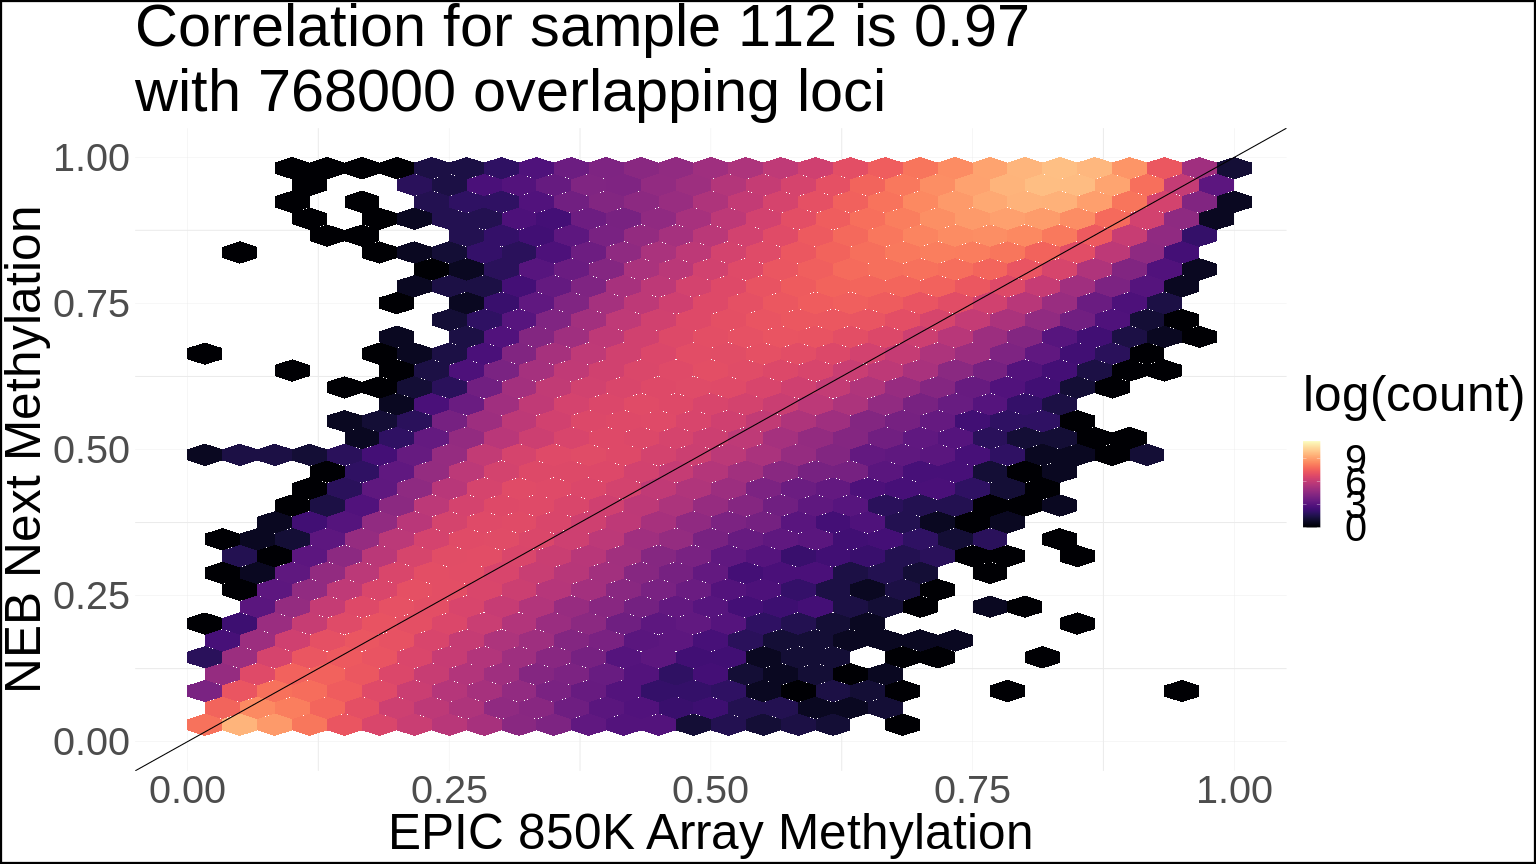 Correlation for sample 112 is 0.97
with 768000 overlapping loci
NEB Next Methylation
1.00
0.75
0.50
0.25
0.00
0.00 0.25 0.50 0.75 1.00
EPIC 850K Array Methylation
log(count)
9
6
3
0